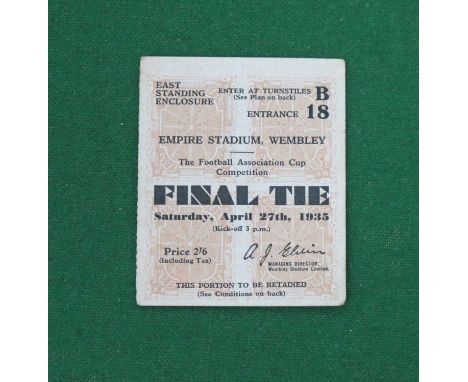 EAST
STANDING
ENCLOSURE
ENTER AT TURNSTILES B
(See Plan on back)
ENTRANCE 18
EMPIRE STADIUM, WEMBLEY
The Football Association Cup
Competition
FINAL TIE
Saturday, April 27th, 1935
(Kick-off 3 p.m.)
Price 2/6
(Including Tax)
A. J. Elvin
MANAGING DIRECTOR,
Wembley Stadium Limited.
THIS PORTION TO BE RETAINED
(See Conditions on back)